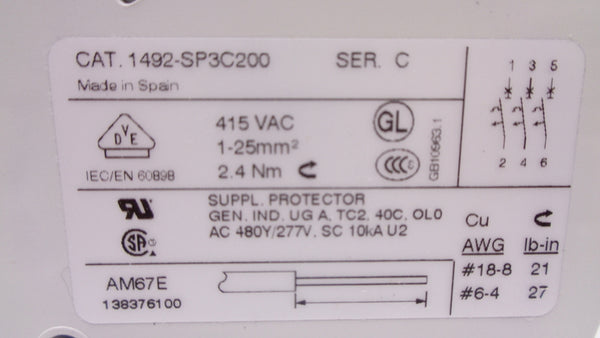 CAT. 1492-SP3C200 SER. C
Made in Spain
1 3 5
DVE
415 VAC
GL
1-25mm²
CCC
GB10963.1
IEC/EN 60898
2.4 Nm
2 4 6
SUPPL. PROTECTOR
GEN. IND. UG A, TC2, 40C, OL0
AC 480Y/277V. SC 10kA U2
Cu
AWG lb-in
#18-8 21
#6-4 27
AM67E
138376100